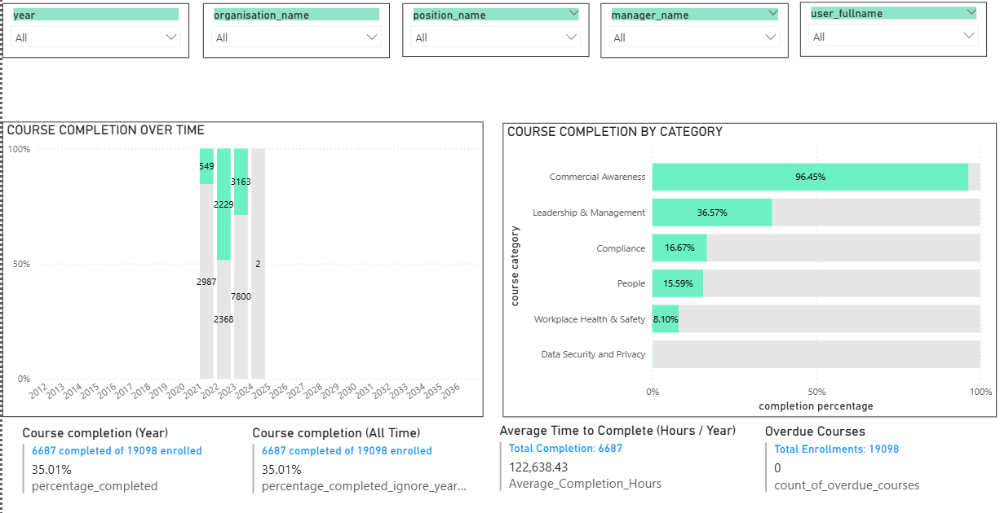 year
All
organisation_name
All
position_name
All
manager_name
All
user_fullname
All
COURSE COMPLETION OVER TIME
100%
50%
0%
549
2987
2229
2368
3163
7800
2
2012 2013 2014 2015 2016 2017 2018 2019 2020 2021 2022 2023 2024 2025 2026 2027 2028 2029 2030 2031 2032 2033 2034 2035 2036
COURSE COMPLETION BY CATEGORY
course category
Commercial Awareness 96.45%
Leadership & Management 36.57%
Compliance 16.67%
People 15.59%
Workplace Health & Safety 8.10%
Data Security and Privacy
0% 50% 100%
completion percentage
Course completion (Year)
6687 completed of 19098 enrolled
35.01%
percentage_completed
Course completion (All Time)
6687 completed of 19098 enrolled
35.01%
percentage_completed_ignore_year...
Average Time to Complete (Hours / Year)
Total Completion: 6687
122,638.43
Average_Completion_Hours
Overdue Courses
Total Enrollments: 19098
0
count_of_overdue_courses